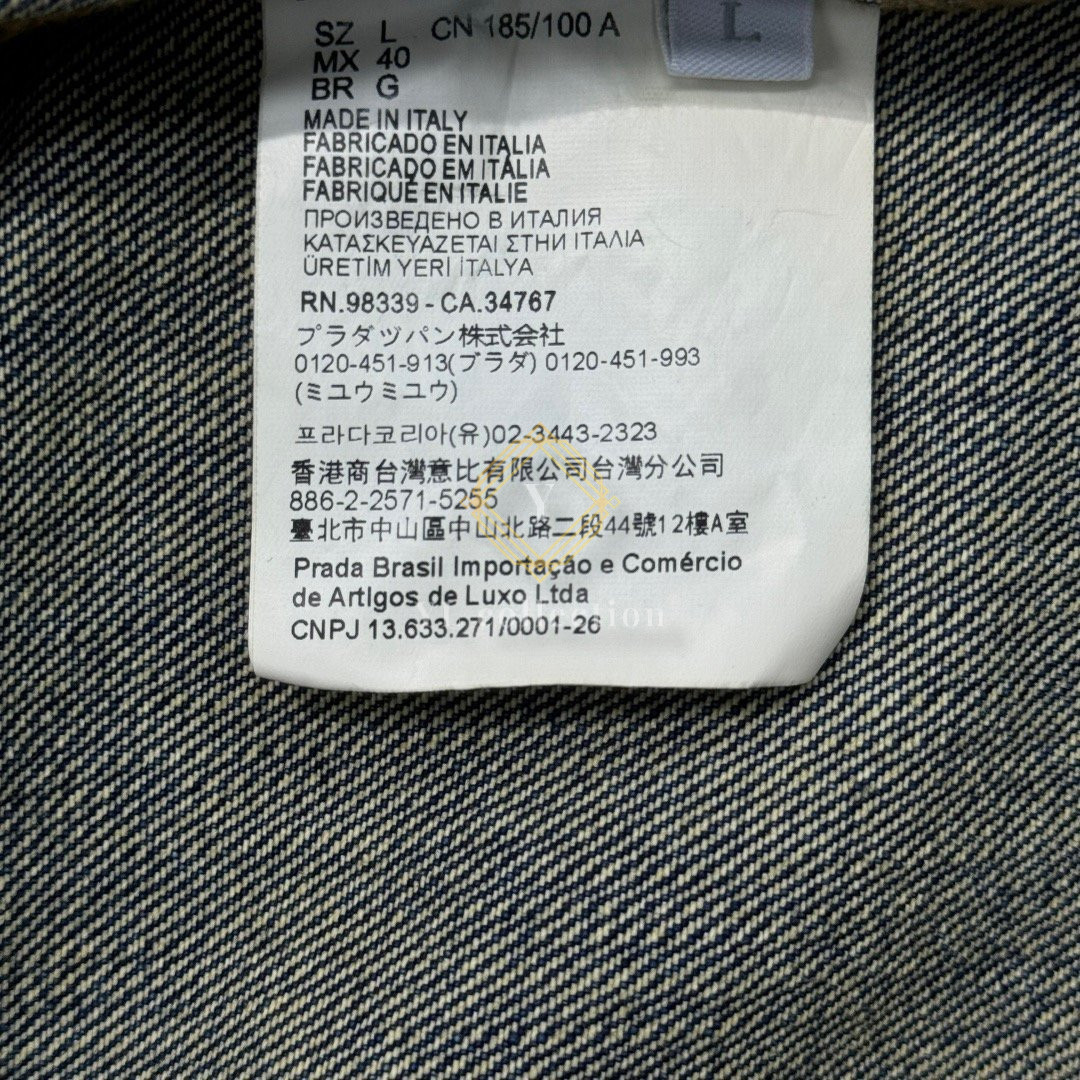 L
SZ L CN 185/100 A
MX 40
BR G
MADE IN ITALY
FABRICADO EN ITALIA
FABRICADO EM ITÁLIA
FABRIQUÉ EN ITALIE
ПРОИЗВЕДЕНО В ИТАЛИЯ
ΚΑΤΑΣΚΕΥΑΖΕΤΑΙ ΣΤΗΝ ΙΤΑΛΙΑ
ÜRETİM YERİ İTALYA
RN.98339 - CA.34767
プラダヅパン株式会社
0120-451-913(プラダ) 0120-451-993
(ミユウミユウ)
프라다코리아(유)02-3443-2323
香港商台灣意比有限公司台灣分公司
886-2-2571-5255
臺北市中山區中山北路二段44號12樓A室
Y
Prada Brasil Importação e Comércio
de Artlgos de Luxo Ltda
collection
CNPJ 13.633.271/0001-26